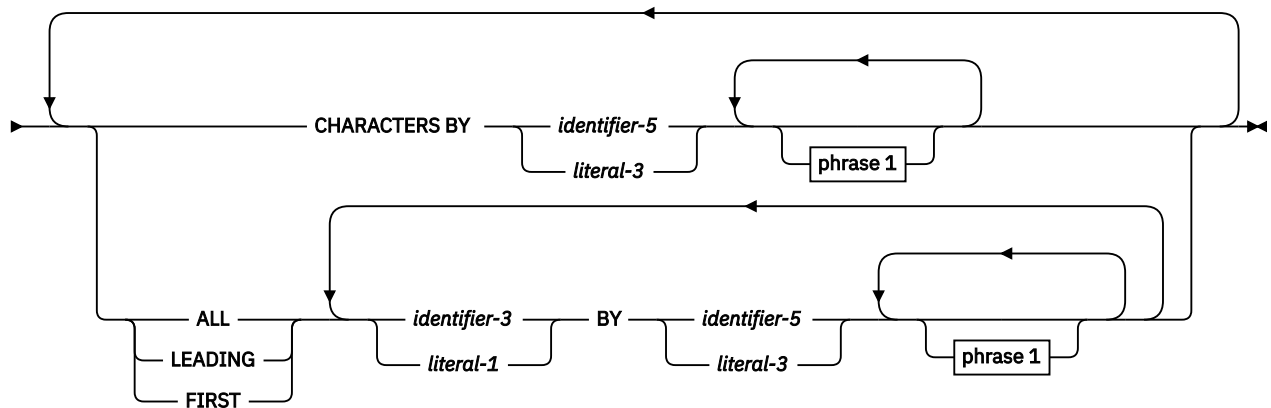 CHARACTERS BY identifier-5
literal-3 phrase 1
ALL identifier-3 BY identifier-5
LEADING literal-1 literal-3 phrase 1
FIRST